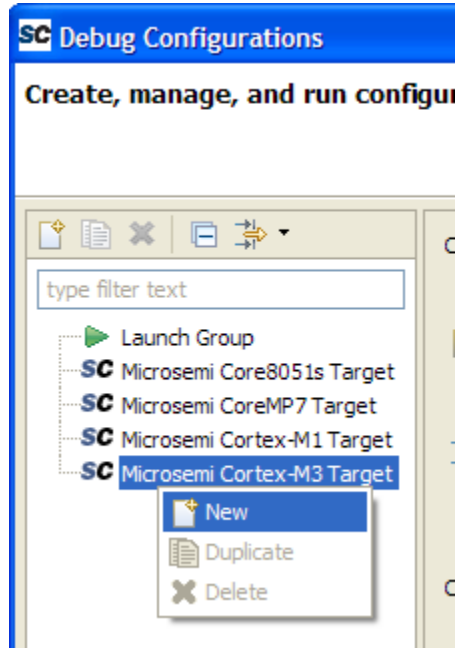 SC Debug Configurations
Create, manage, and run configu
type filter text
Launch Group
SC Microsemi Core8051s Target
SC Microsemi CoreMP7 Target
SC Microsemi Cortex-M1 Target
SC Microsemi Cortex-M3 Target
New
Duplicate
Delete